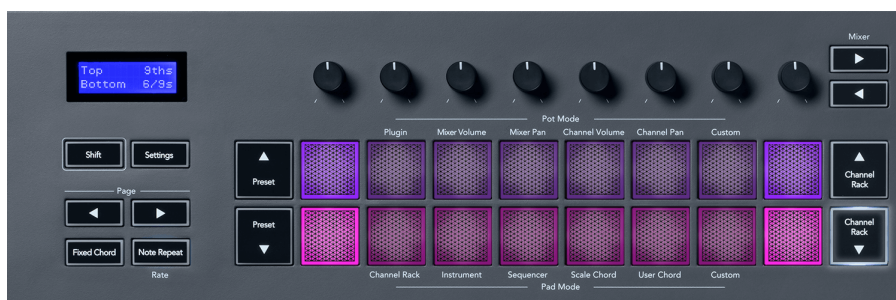 Mixer
Top 9ths
Bottom 6/9s
Pot Mode
Plugin Mixer Volume Mixer Pan Channel Volume Channel Pan Custom
Shift Settings
Preset
Channel
Rack
Page
Preset
Channel
Rack
Fixed Chord Note Repeat
Rate
Channel Rack Instrument Sequencer Scale Chord User Chord Custom
Pad Mode